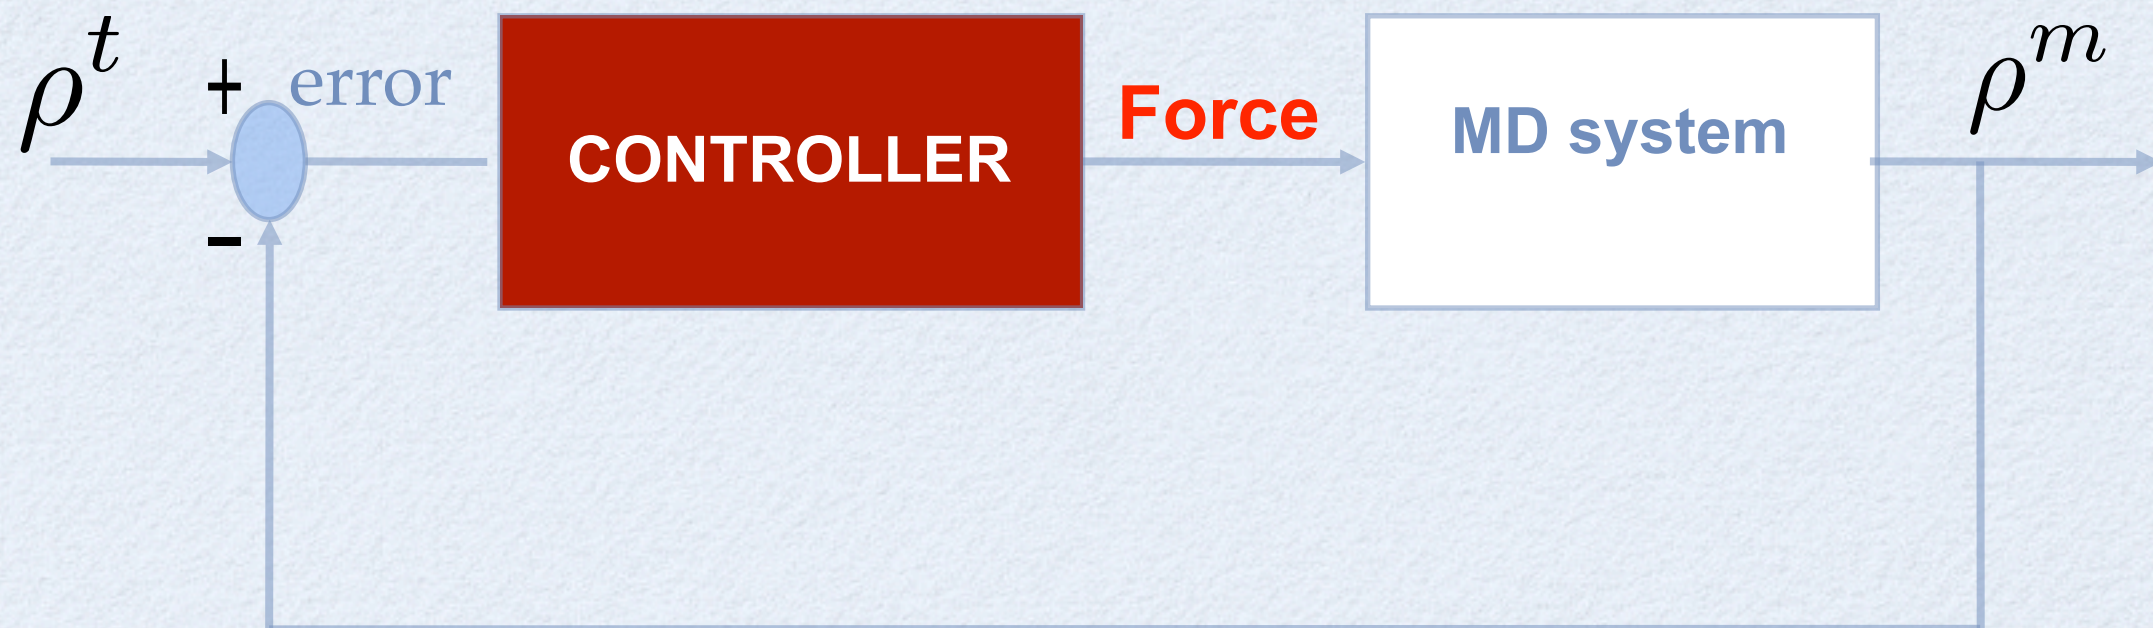 ρ^t
+
error
-
CONTROLLER
Force
MD system
ρ^m